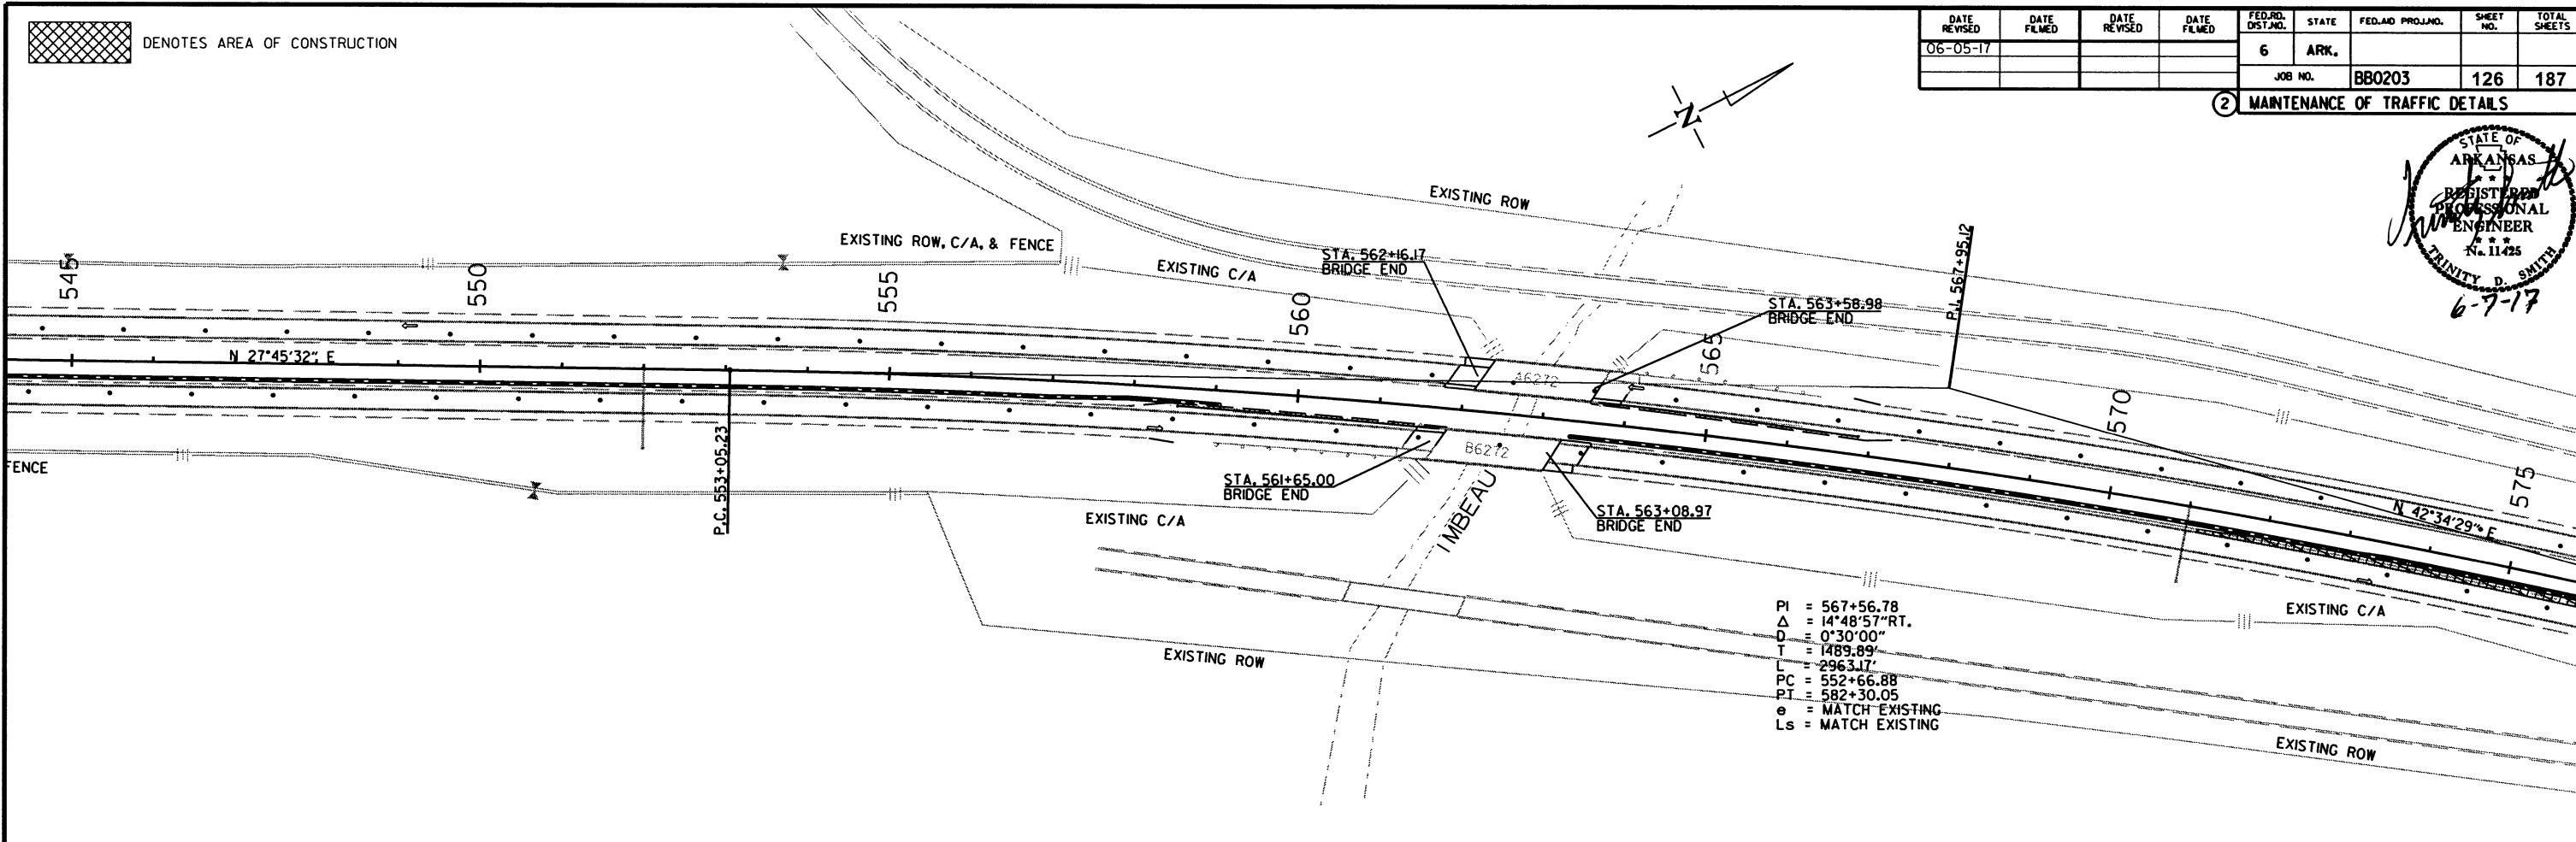 DENOTES AREA OF CONSTRUCTION
DATE REVISED
DATE FILMED
DATE REVISED
DATE FILMED
FED.RD. DIST.NO.
STATE
FED.AID PROJ.NO.
SHEET NO.
TOTAL SHEETS
06-05-17
6
ARK.
JOB NO.
BB0203
126
187
2
MAINTENANCE OF TRAFFIC DETAILS
STATE OF
ARKANSAS
REGISTERED
PROFESSIONAL
ENGINEER
No. 11425
TRINITY D. SMITH
6-7-17
N
EXISTING ROW
EXISTING ROW, C/A, & FENCE
EXISTING C/A
STA. 562+16.17
BRIDGE END
STA. 563+58.98
BRIDGE END
P.I. 567+95.12
545
550
555
560
565
570
575
N 27°45'32" E
A6272
B6272
P.C. 553+05.23
FENCE
STA. 561+65.00
BRIDGE END
STA. 563+08.97
BRIDGE END
IMBEAU
N 42°34'29" E
EXISTING C/A
EXISTING C/A
EXISTING ROW
EXISTING ROW
PI = 567+56.78
Δ = 14°48'57"RT.
D = 0°30'00"
T = 1489.89'
L = 2963.17'
PC = 552+66.88
PT = 582+30.05
e = MATCH EXISTING
Ls = MATCH EXISTING